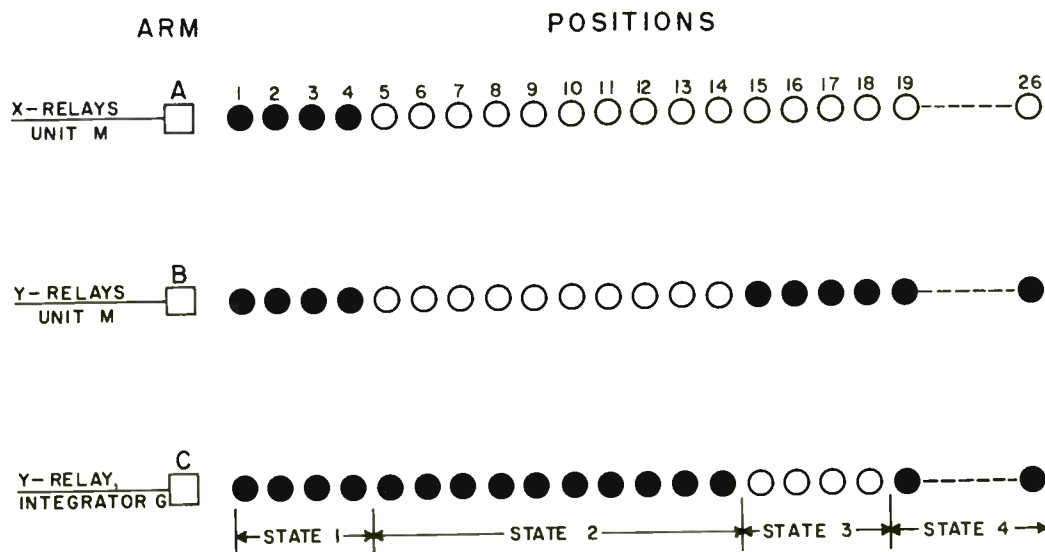 ARM POSITIONS
A 1 2 3 4 5 6 7 8 9 10 11 12 13 14 15 16 17 18 19 26
X-RELAYS
UNIT M
B
Y-RELAYS
UNIT M
C
Y-RELAY,
INTEGRATOR G
STATE 1 STATE 2 STATE 3 STATE 4